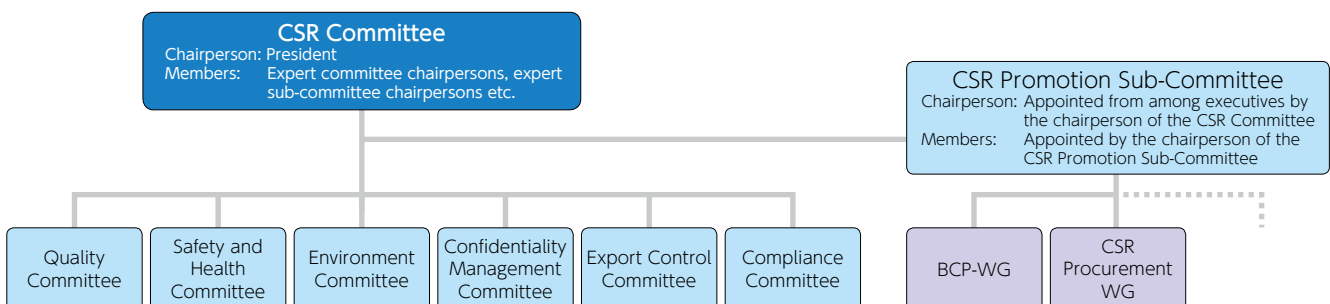 CSR Committee
Chairperson: President
Members: Expert committee chairpersons, expert
sub-committee chairpersons etc.
CSR Promotion Sub-Committee
Chairperson: Appointed from among executives by
the chairperson of the CSR Committee
Members: Appointed by the chairperson of the
CSR Promotion Sub-Committee
Quality
Committee
Safety and
Health
Committee
Environment
Committee
Confidentiality
Management
Committee
Export Control
Committee
Compliance
Committee
BCP-WG
CSR
Procurement
WG